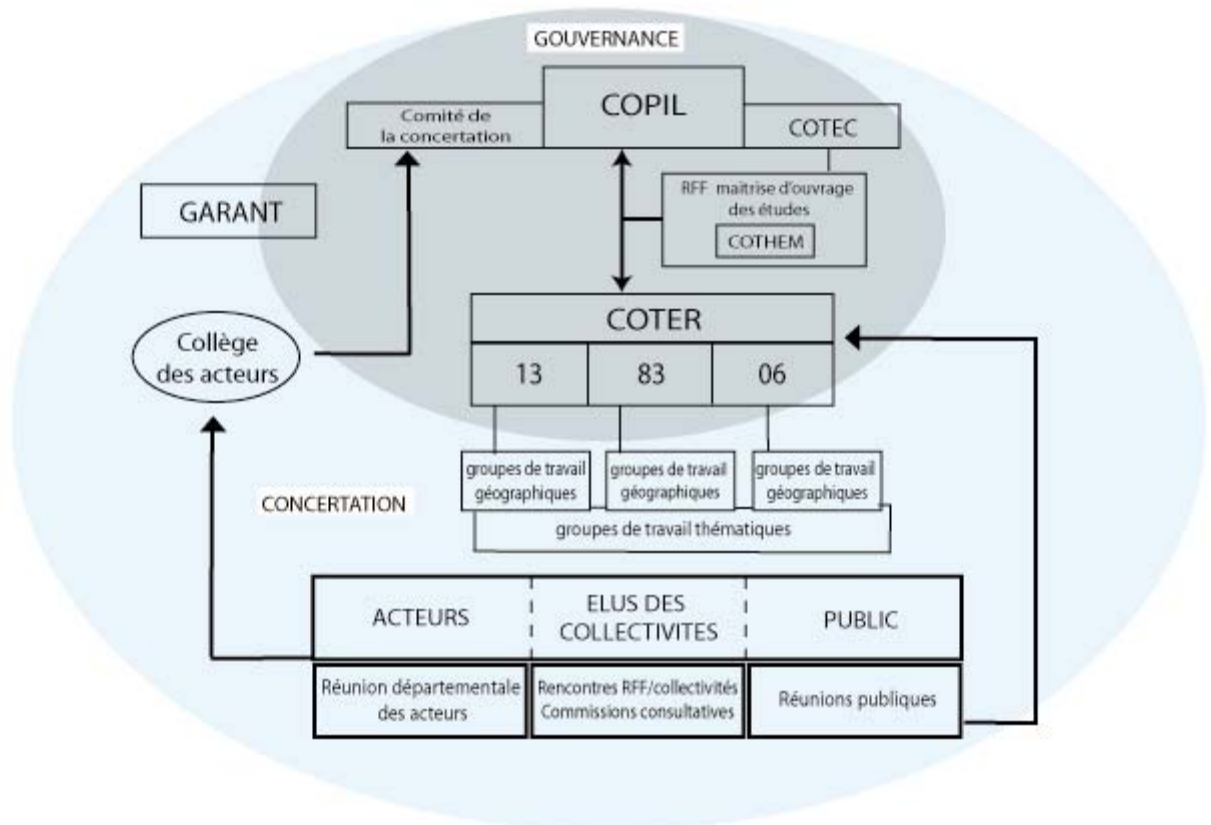 GOUVERNANCE
COPIL
Comité de
la concertation
COTEC
RFF maitrise d'ouvrage
des études
COTHEM
GARANT
COTER
13 83 06
Collège
des acteurs
groupes de travail
géographiques
groupes de travail
géographiques
groupes de travail
géographiques
CONCERTATION
groupes de travail thématiques
ACTEURS
ELUS DES
COLLECTIVITES
PUBLIC
Réunion départementale
des acteurs
Rencontres RFF/collectivités
Commissions consultatives
Réunions publiques